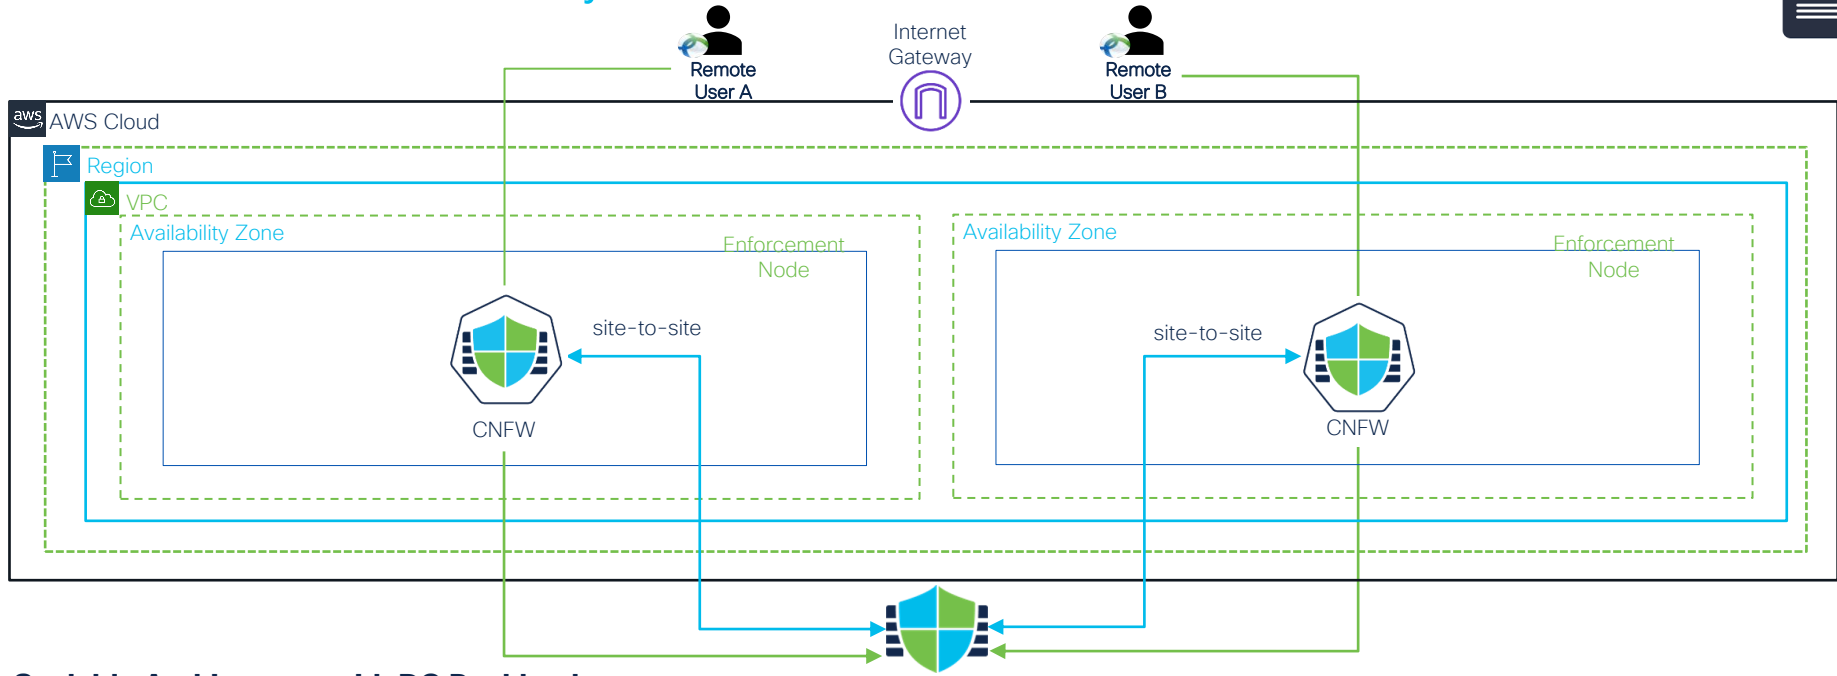 Remote
User A
Internet
Gateway
Remote
User B
aws
AWS Cloud
Region
VPC
Availability Zone
Enforcement
Node
site-to-site
CNFW
Availability Zone
Enforcement
Node
site-to-site
CNFW